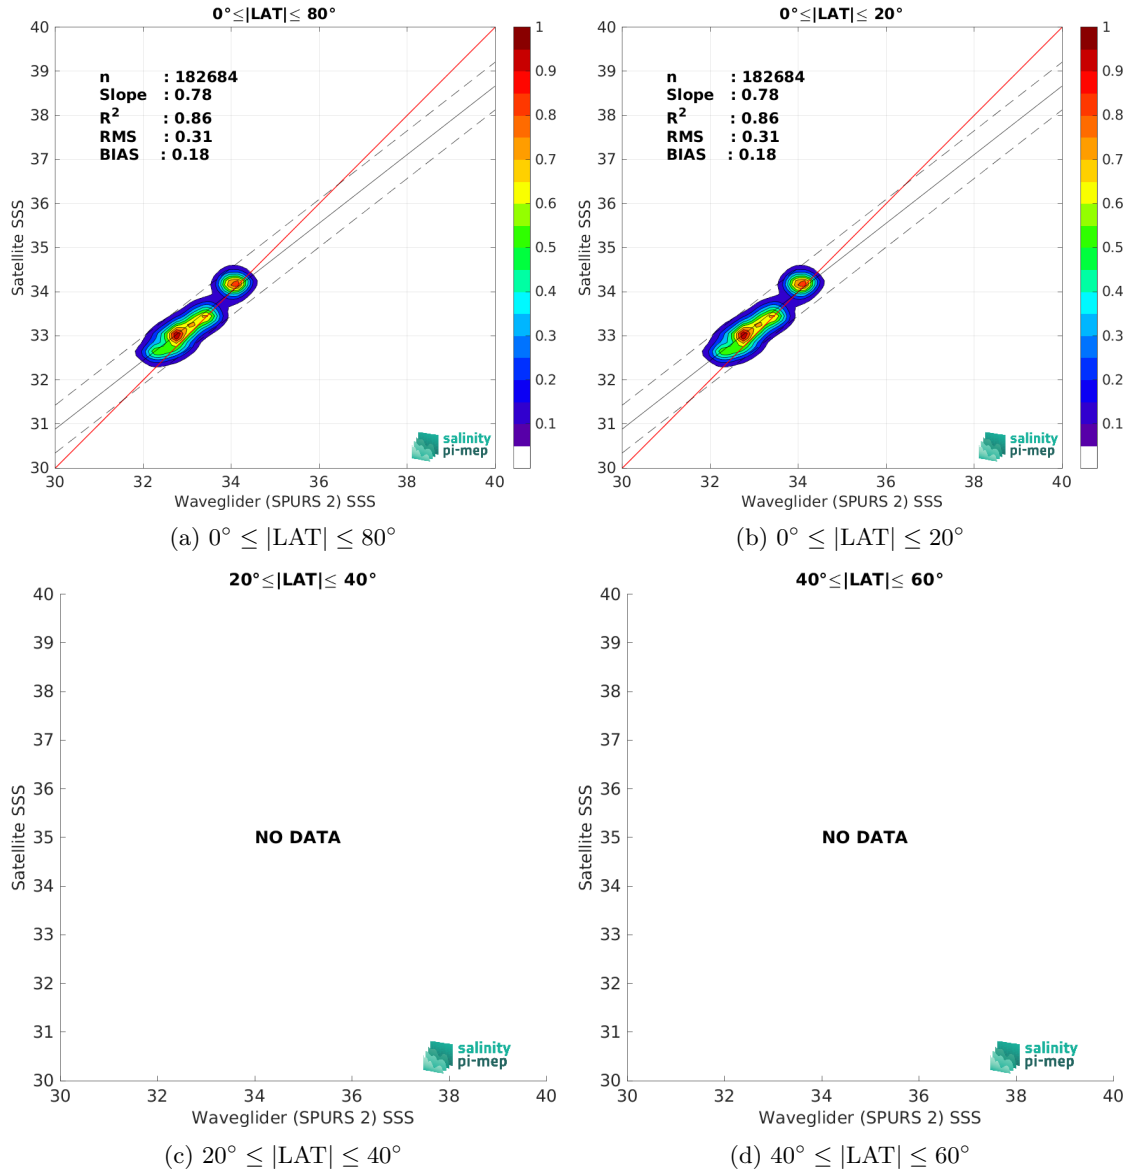 0°≤|LAT|≤ 80°
40
39
38
37
36
35
34
33
32
31
30
Satellite SSS
n : 182684
Slope : 0.78
R2 : 0.86
RMS : 0.31
BIAS : 0.18
salinity
pi-mep
30 32 34 36 38 40
Waveglider (SPURS 2) SSS
1
0.9
0.8
0.7
0.6
0.5
0.4
0.3
0.2
0.1
(a) 0° ≤ |LAT| ≤ 80°
0°≤|LAT|≤ 20°
40
39
38
37
36
35
34
33
32
31
30
Satellite SSS
n : 182684
Slope : 0.78
R2 : 0.86
RMS : 0.31
BIAS : 0.18
salinity
pi-mep
30 32 34 36 38 40
Waveglider (SPURS 2) SSS
1
0.9
0.8
0.7
0.6
0.5
0.4
0.3
0.2
0.1
(b) 0° ≤ |LAT| ≤ 20°
20°≤|LAT|≤ 40°
40
39
38
37
36
35
34
33
32
31
30
Satellite SSS
NO DATA
salinity
pi-mep
30 32 34 36 38 40
Waveglider (SPURS 2) SSS
(c) 20° ≤ |LAT| ≤ 40°
40°≤|LAT|≤ 60°
40
39
38
37
36
35
34
33
32
31
30
Satellite SSS
NO DATA
salinity
pi-mep
30 32 34 36 38 40
Waveglider (SPURS 2) SSS
(d) 40° ≤ |LAT| ≤ 60°